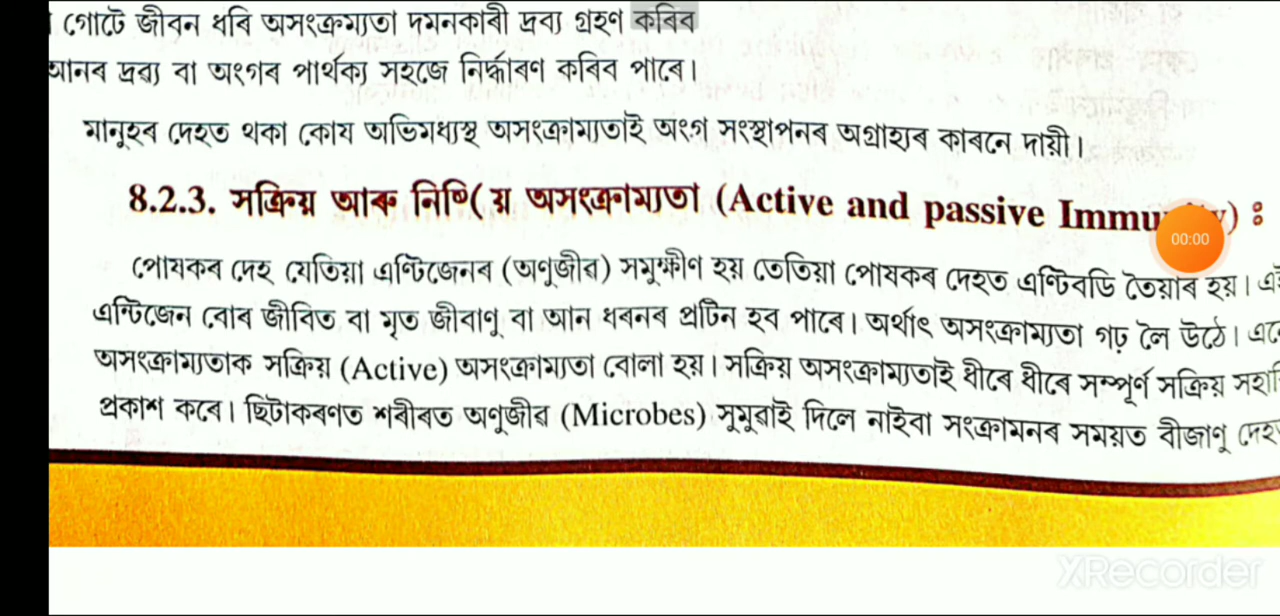 গোটে জীৱন ধৰি অসংক্ৰম্যতা দমনকাৰী দ্ৰব্য গ্ৰহণ কৰিব
আনৰ দ্ৰব্য বা অংগৰ পাৰ্থক্য সহজে নিৰ্দ্ধাৰণ কৰিব পাৰে।
মানুহৰ দেহত থকা কোষ অভিমধ্যস্থ অসংক্ৰাম্যতাই অংগ সংস্থাপনৰ অগ্ৰাহ্যৰ কাৰনে দায়ী।
8.2.3. সক্ৰিয় আৰু নিষ্ক্ৰিয় অসংক্ৰাম্যতা (Active and passive Immu y) ঃ
00:00
পোষকৰ দেহ যেতিয়া এণ্টিজেনৰ (অণুজীৱ) সমুক্ষীণ হয় তেতিয়া পোষকৰ দেহত এণ্টিবডি তৈয়াৰ হয়। এই
এন্টিজেন বোৰ জীবিত বা মৃত জীৱাণু বা আন ধৰনৰ প্ৰটিন হব পাৰে। অৰ্থাৎ অসংক্ৰাম্যতা গঢ় লৈ উঠে।
অসংক্ৰাম্যতাক সক্ৰিয় (Active) অসংক্ৰাম্যতা বোলা হয়। সক্ৰিয় অসংক্ৰাম্যতাই ধীৰে ধীৰে সম্পূৰ্ণ সক্ৰিয়
প্ৰকাশ কৰে। ছিটাকৰণত শৰীৰত অণুজীৱ (Microbes) সুমুৱাই দিলে নাইবা সংক্ৰামনৰ সময়ত বীজাণু
XRecorder